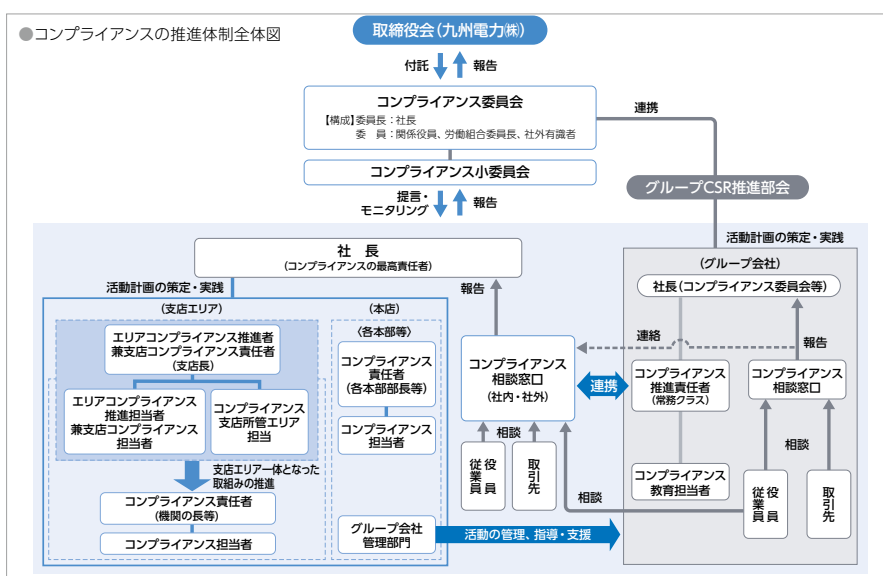 ●コンプライアンスの推進体制全体図
取締役会(九州電力㈱)
付託
報告
コンプライアンス委員会
【構成】委員長:社長
委　員:関係役員、労働組合委員長、社外有識者
連携
コンプライアンス小委員会
グループCSR推進部会
提言・
モニタリング
報告
活動計画の策定・実践
社　長
(コンプライアンスの最高責任者)
(グループ会社)
社長(コンプライアンス委員会等)
活動計画の策定・実践
報告
(支店エリア)
(本店)
エリアコンプライアンス推進者
兼支店コンプライアンス責任者
(支店長)
〈各本部等〉
コンプライアンス
責任者
(各本部部長等)
コンプライアンス
相談窓口
(社内・社外)
連絡
報告
連携
コンプライアンス
推進責任者
(常務クラス)
コンプライアンス
相談窓口
エリアコンプライアンス
推進担当者
兼支店コンプライアンス
担当者
コンプライアンス
支店所管エリア
担当
コンプライアンス
担当者
相談
役員
従業員
取引先
相談
支店エリア一体となった
取組みの推進
コンプライアンス
教育担当者
相談
役員
従業員
取引先
コンプライアンス責任者
(機関の長等)
コンプライアンス担当者
グループ会社
管理部門
活動の管理、指導・支援